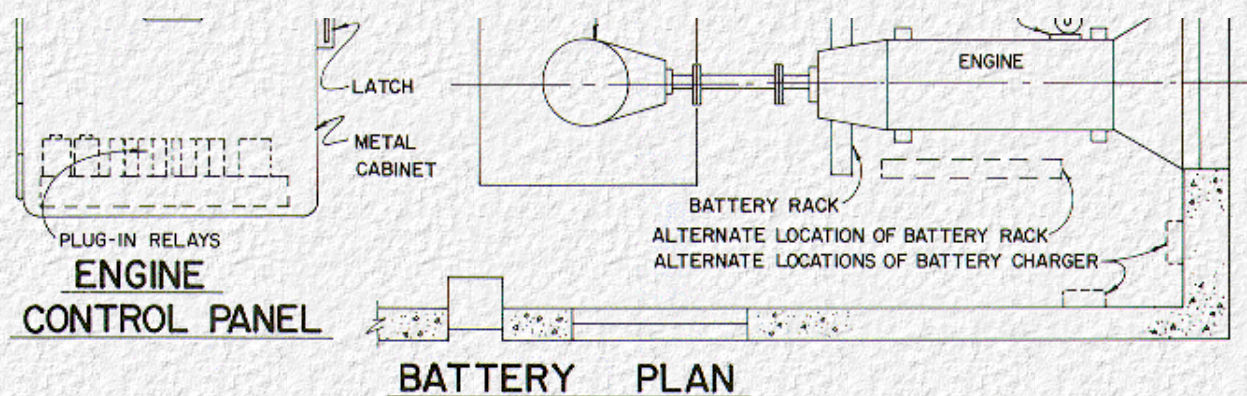 LATCH
METAL
CABINET
PLUG-IN RELAYS
ENGINE
CONTROL PANEL
ENGINE
BATTERY RACK
ALTERNATE LOCATION OF BATTERY RACK
ALTERNATE LOCATIONS OF BATTERY CHARGER
BATTERY PLAN